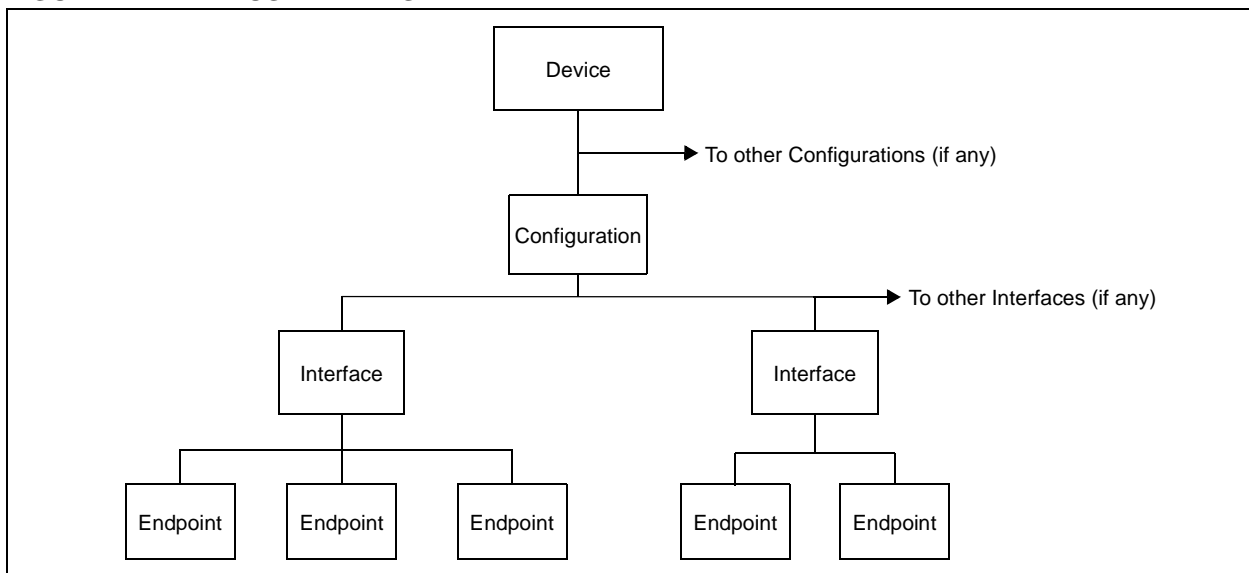 Device
To other Configurations (if any)
Configuration
To other Interfaces (if any)
Interface Interface
Endpoint Endpoint Endpoint Endpoint Endpoint